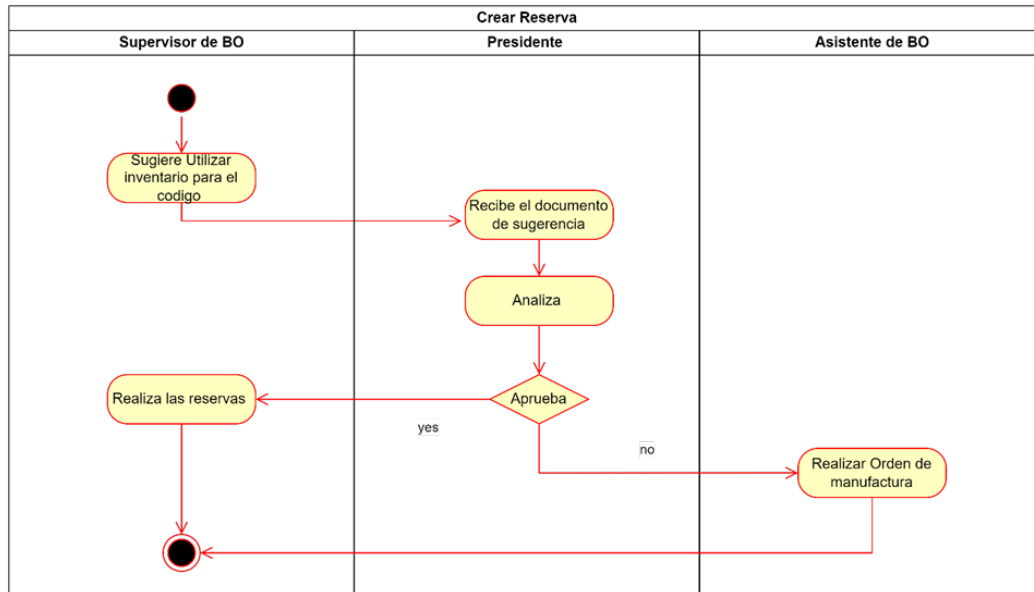 Crear Reserva
Supervisor de BO
Presidente
Asistente de BO
Sugiere Utilizar
inventario para el
codigo
Recibe el documento
de sugerencia
Analiza
Realiza las reservas
Aprueba
yes
no
Realizar Orden de
manufactura